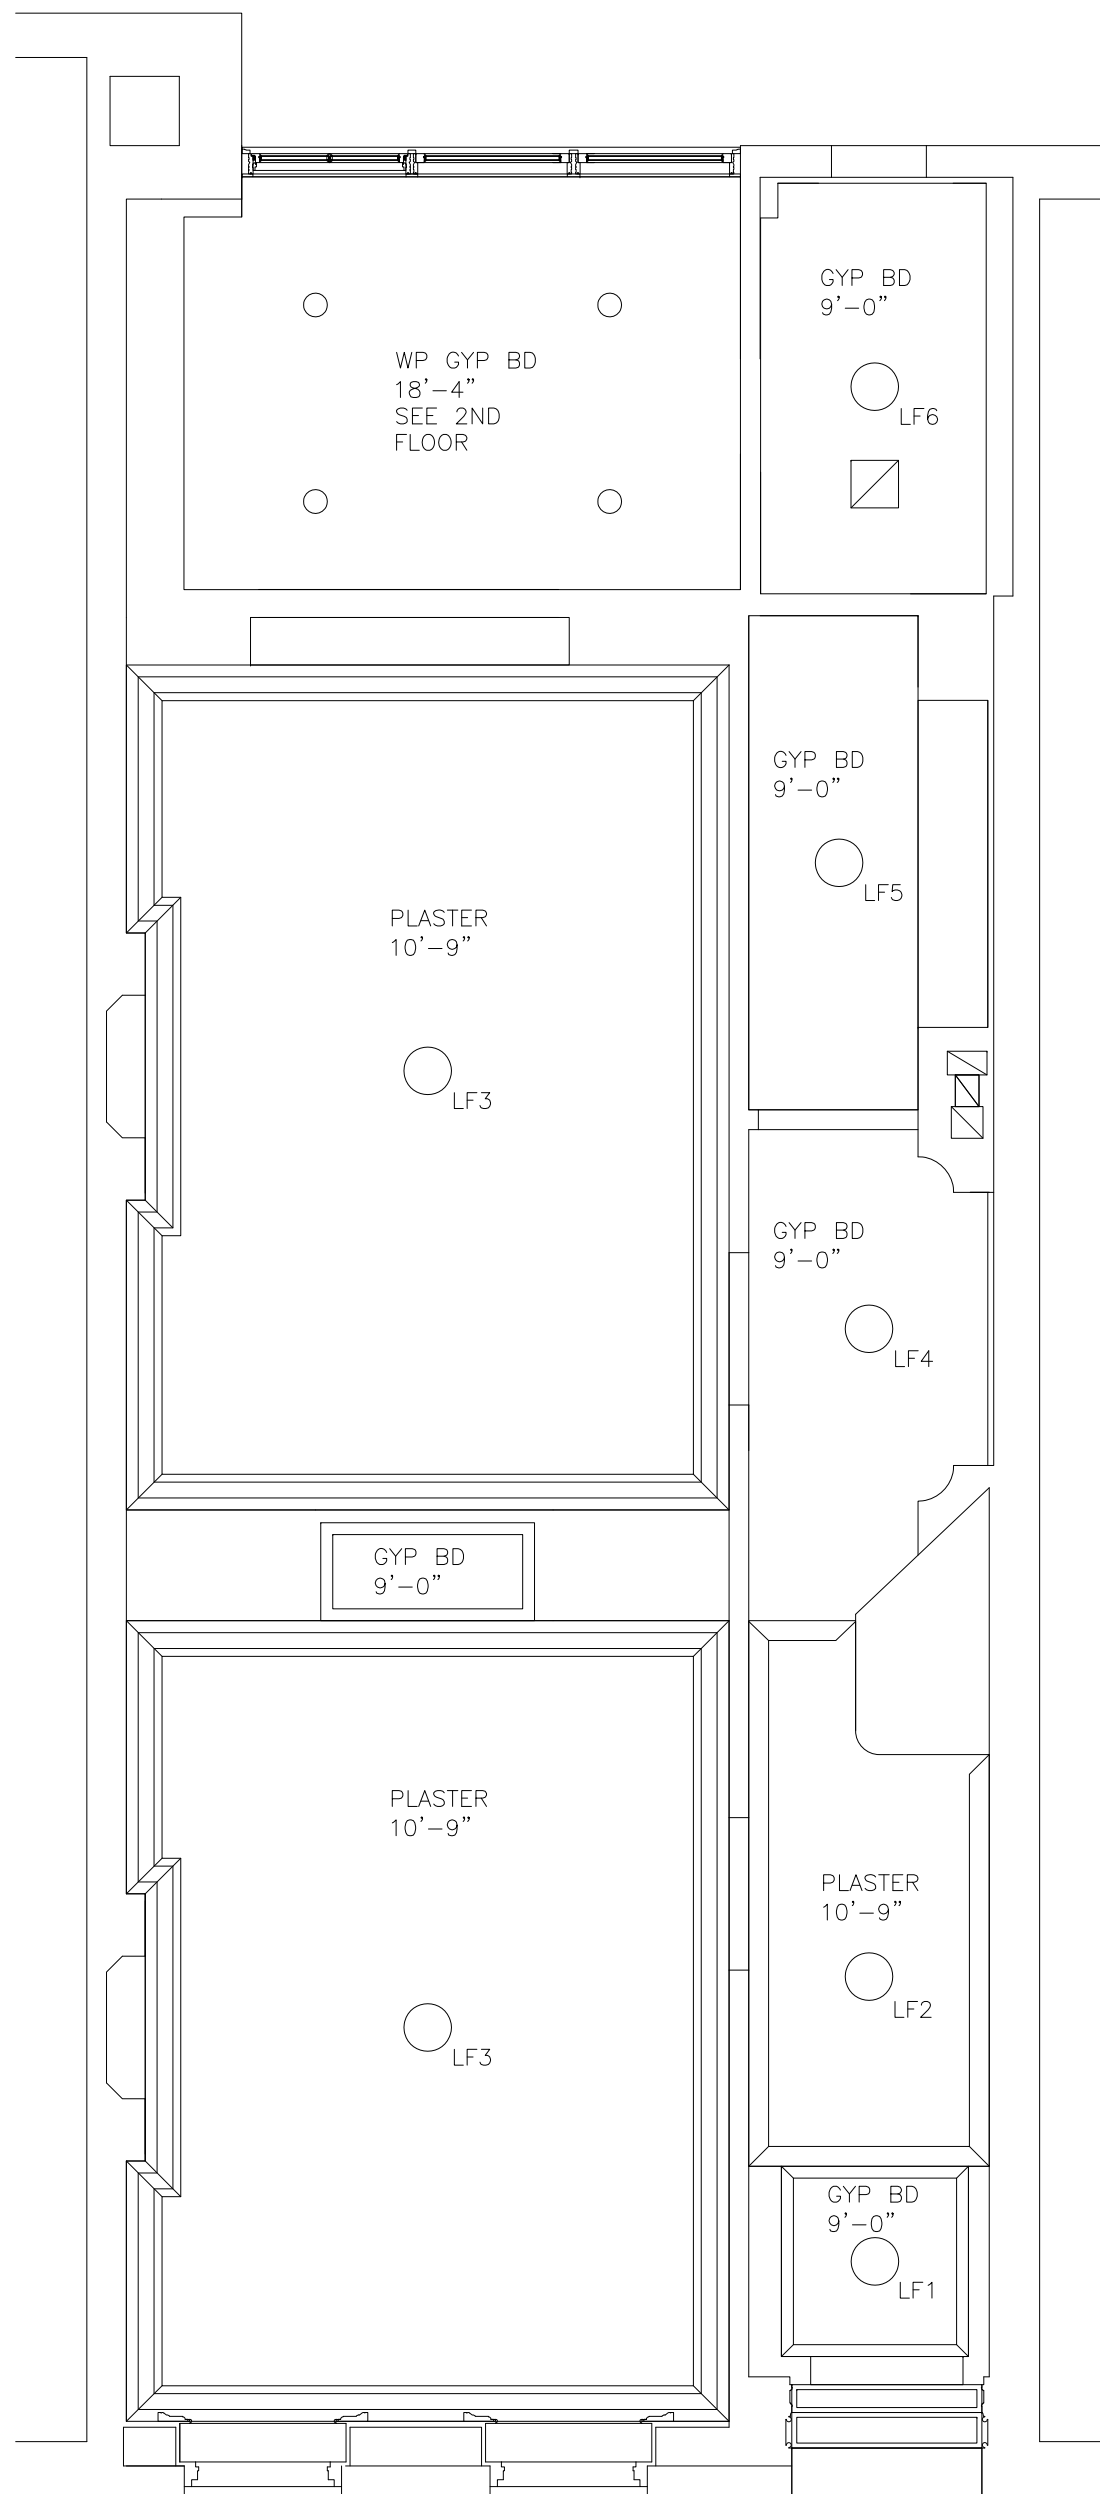 GYP BD
9'-0"
LF6
WP GYP BD
18'-4"
SEE 2ND
FLOOR
GYP BD
9'-0"
LF5
PLASTER
10'-9"
LF3
GYP BD
9'-0"
LF4
GYP BD
9'-0"
PLASTER
10'-9"
LF3
PLASTER
10'-9"
LF2
GYP BD
9'-0"
LF1